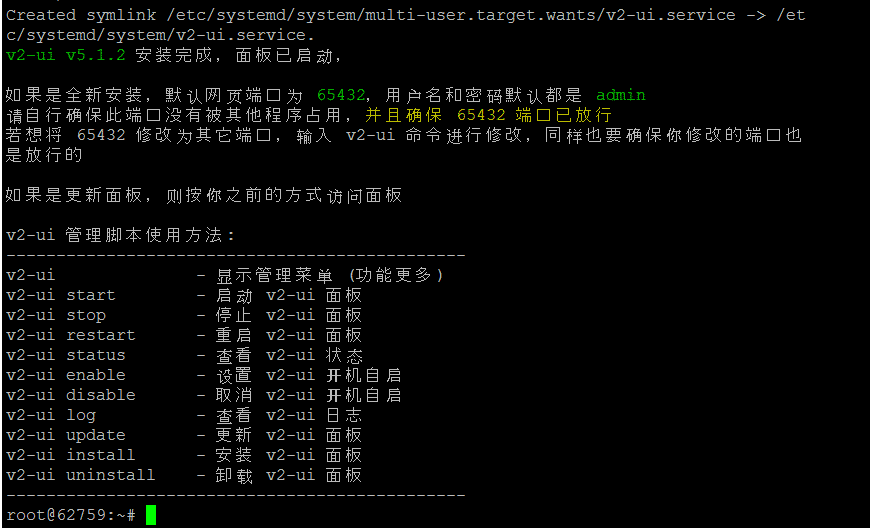 Created symlink /etc/systemd/system/multi-user.target.wants/v2-ui.service -> /et
c/systemd/system/v2-ui.service.
v2-ui v5.1.2 安装完成，面板已启动，
如果是全新安装，默认网页端口为 65432，用户名和密码默认都是 admin
请自行确保此端口没有被其他程序占用，并且确保 65432 端口已放行
若想将 65432 修改为其它端口，输入 v2-ui 命令进行修改，同样也要确保你修改的端口也
是放行的
如果是更新面板，则按你之前的方式访问面板
v2-ui 管理脚本使用方法：
----------------------------------------------
v2-ui              - 显示管理菜单 (功能更多)
v2-ui start        - 启动 v2-ui 面板
v2-ui stop         - 停止 v2-ui 面板
v2-ui restart      - 重启 v2-ui 面板
v2-ui status       - 查看 v2-ui 状态
v2-ui enable       - 设置 v2-ui 开机自启
v2-ui disable      - 取消 v2-ui 开机自启
v2-ui log          - 查看 v2-ui 日志
v2-ui update       - 更新 v2-ui 面板
v2-ui install      - 安装 v2-ui 面板
v2-ui uninstall    - 卸载 v2-ui 面板
----------------------------------------------
root@62759:~#